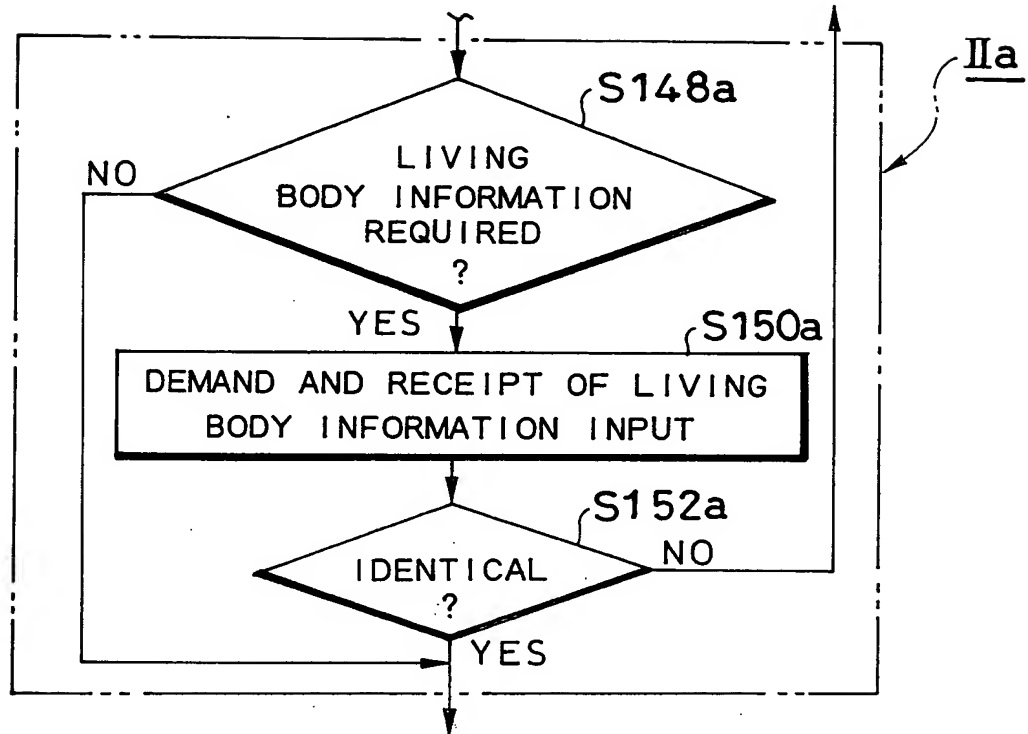 IIa
S148a
LIVING
BODY INFORMATION
REQUIRED
?
NO
YES
S150a
DEMAND AND RECEIPT OF LIVING
BODY INFORMATION INPUT
S152a
IDENTICAL
?
NO
YES